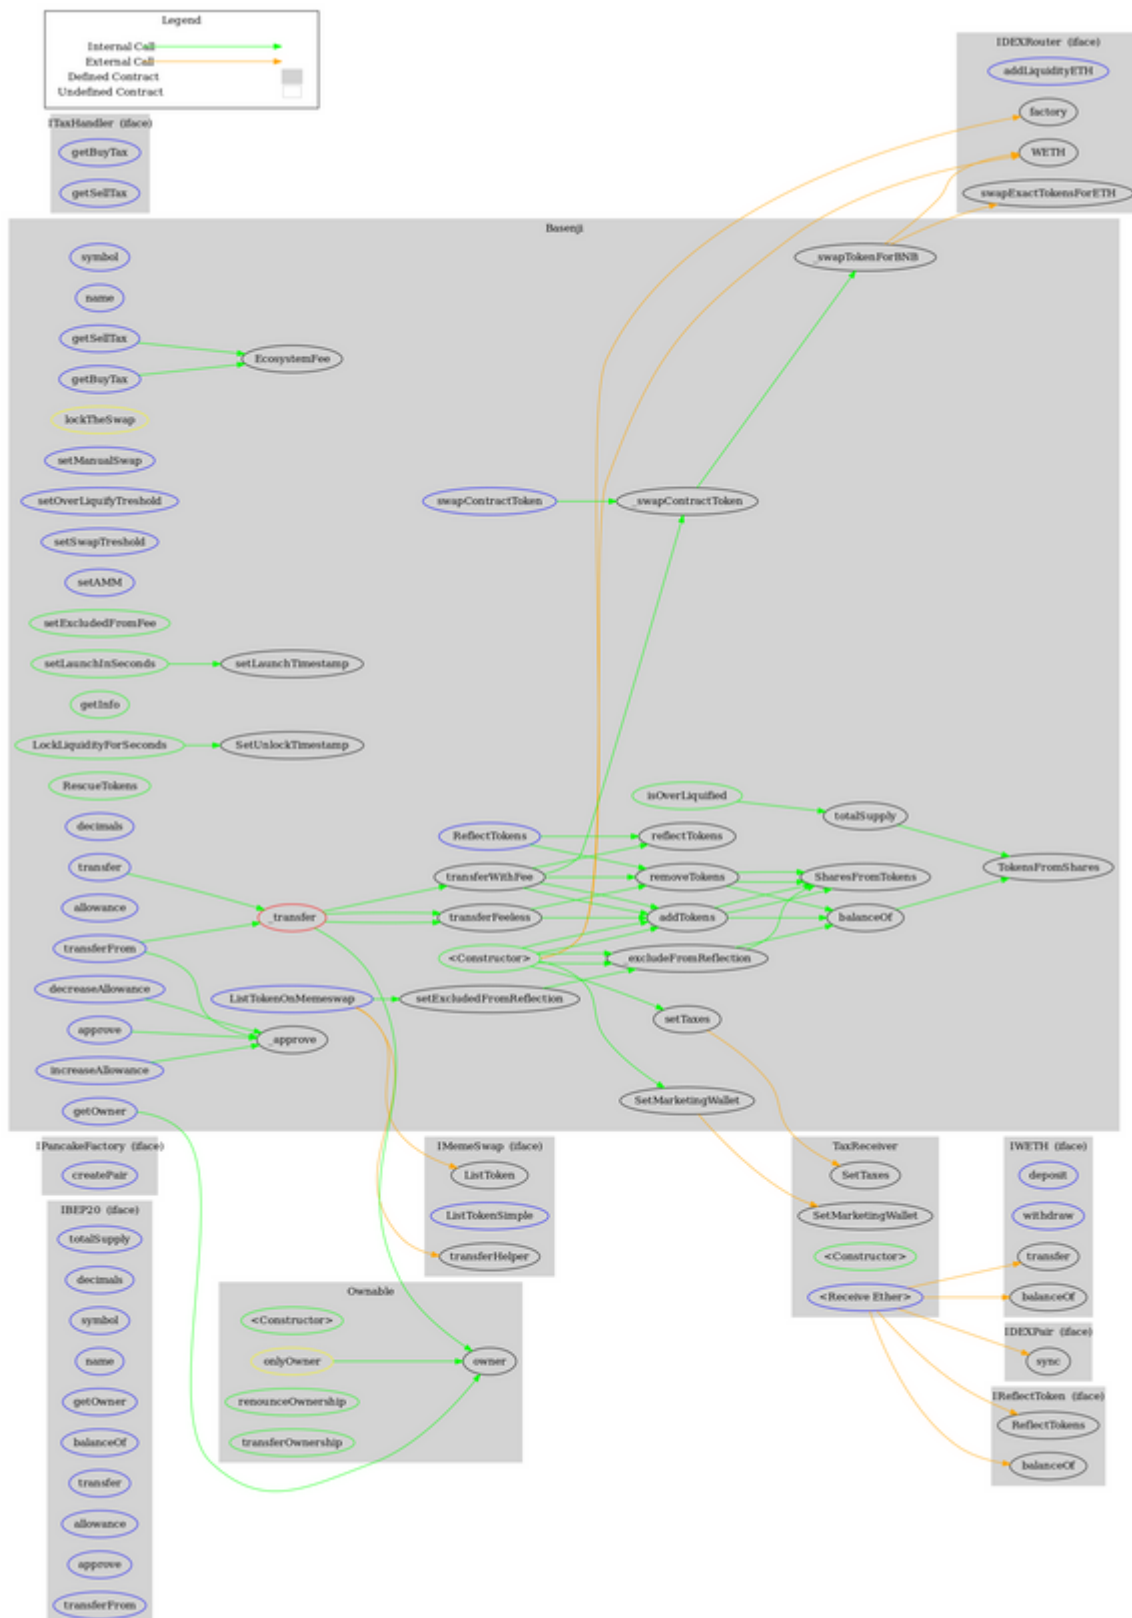 Legend
Internal Call
External Call
Defined Contract
Undefined Contract
ITaxHandler (iface)
getBuyTax
getSellTax
IDEXRouter (iface)
addLiquidityETH
factory
WETH
swapExactTokensForETH
Basenji
symbol
name
getSellTax
getBuyTax
EcosystemFee
_swapTokenForBNB
lockTheSwap
setManualSwap
setOverLiquifyTreshold
swapContractToken
_swapContractToken
setSwapTreshold
setAMM
setExcludedFromFee
setLaunchInSeconds
setLaunchTimestamp
getInfo
LockLiquidityForSeconds
SetUnlockTimestamp
RescueTokens
isOverLiquified
totalSupply
decimals
ReflectTokens
reflectTokens
transfer
transferWithFee
removeTokens
SharesFromTokens
TokensFromShares
allowance
_transfer
transferFeeless
addTokens
balanceOf
transferFrom
<Constructor>
_excludeFromReflection
decreaseAllowance
ListTokenOnMemeswap
setExcludedFromReflection
setTaxes
approve
_approve
increaseAllowance
SetMarketingWallet
getOwner
IPancakeFactory (iface)
createPair
IMemeSwap (iface)
ListToken
ListTokenSimple
transferHelper
TaxReceiver
SetTaxes
SetMarketingWallet
<Constructor>
<Receive Ether>
IWETH (iface)
deposit
withdraw
transfer
balanceOf
IBEP20 (iface)
totalSupply
decimals
symbol
name
getOwner
balanceOf
transfer
allowance
approve
transferFrom
Ownable
<Constructor>
onlyOwner
owner
renounceOwnership
transferOwnership
IDEXPair (iface)
sync
IReflectToken (iface)
ReflectTokens
balanceOf